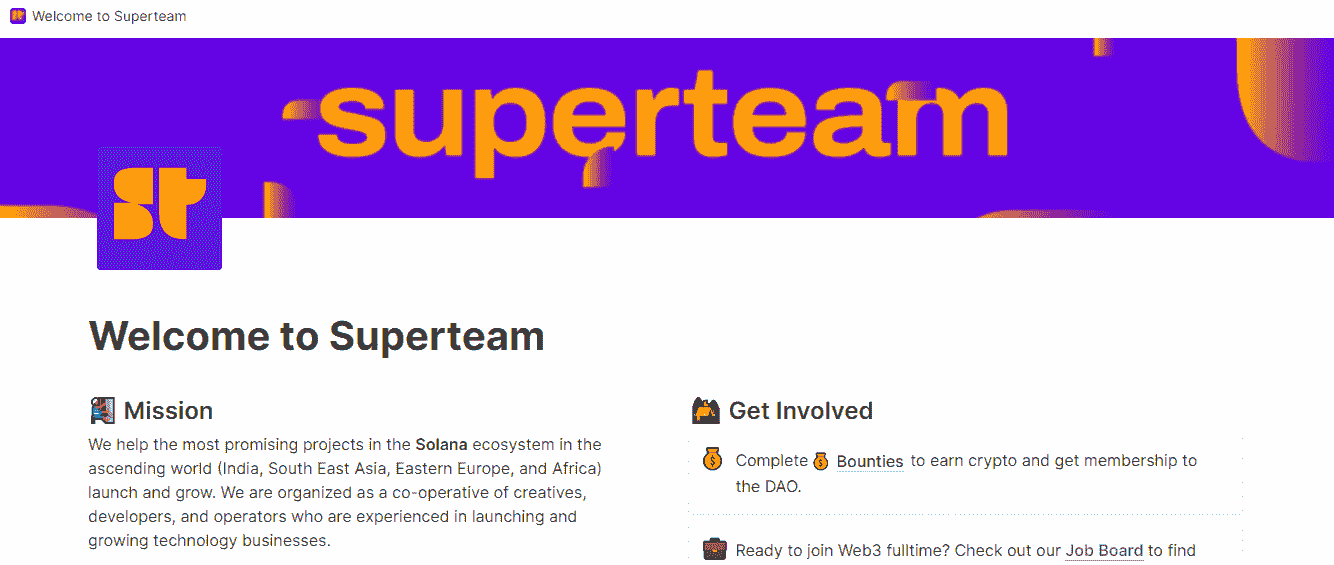 Welcome to Superteam
superteam
st
Welcome to Superteam
Mission
We help the most promising projects in the Solana ecosystem in the
ascending world (India, South East Asia, Eastern Europe, and Africa)
launch and grow. We are organized as a co-operative of creatives,
developers, and operators who are experienced in launching and
growing technology businesses.
Get Involved
Complete Bounties to earn crypto and get membership to
the DAO.
Ready to join Web3 fulltime? Check out our Job Board to find